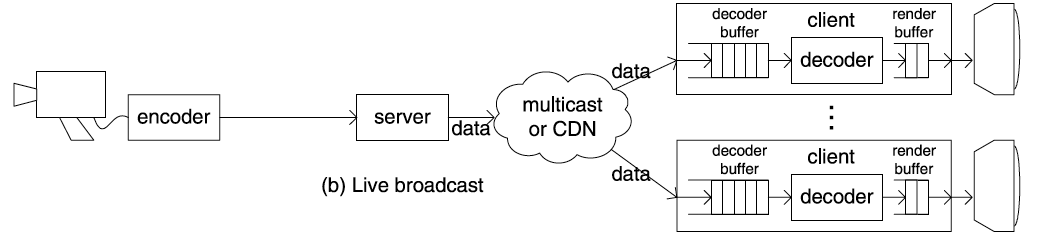 decoder
buffer
client
render
buffer
decoder
data
encoder
server
data
multicast
or CDN
data
decoder
buffer
client
render
buffer
decoder
(b) Live broadcast